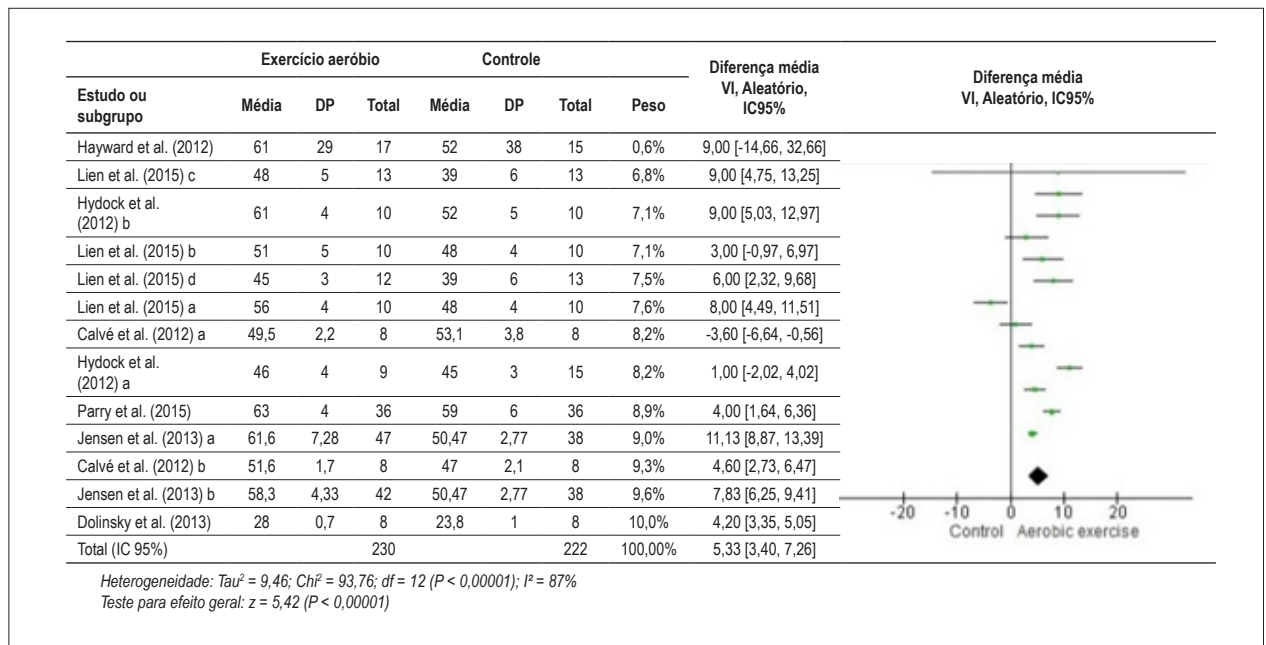 Exercício aeróbio Controle Diferença média VI, Aleatório, IC95% Diferença média VI, Aleatório, IC95%
Estudo ou subgrupo Média DP Total Média DP Total Peso
Hayward et al. (2012) 61 29 17 52 38 15 0,6% 9,00 [-14,66, 32,66]
Lien et al. (2015) c 48 5 13 39 6 13 6,8% 9,00 [4,75, 13,25]
Hydock et al. (2012) b 61 4 10 52 5 10 7,1% 9,00 [5,03, 12,97]
Lien et al. (2015) b 51 5 10 48 4 10 7,1% 3,00 [-0,97, 6,97]
Lien et al. (2015) d 45 3 12 39 6 13 7,5% 6,00 [2,32, 9,68]
Lien et al. (2015) a 56 4 10 48 4 10 7,6% 8,00 [4,49, 11,51]
Calvé et al. (2012) a 49,5 2,2 8 53,1 3,8 8 8,2% -3,60 [-6,64, -0,56]
Hydock et al. (2012) a 46 4 9 45 3 15 8,2% 1,00 [-2,02, 4,02]
Parry et al. (2015) 63 4 36 59 6 36 8,9% 4,00 [1,64, 6,36]
Jensen et al. (2013) a 61,6 7,28 47 50,47 2,77 38 9,0% 11,13 [8,87, 13,39]
Calvé et al. (2012) b 51,6 1,7 8 47 2,1 8 9,3% 4,60 [2,73, 6,47]
Jensen et al. (2013) b 58,3 4,33 42 50,47 2,77 38 9,6% 7,83 [6,25, 9,41]
Dolinsky et al. (2013) 28 0,7 8 23,8 1 8 10,0% 4,20 [3,35, 5,05]
Total (IC 95%) 230 222 100,00% 5,33 [3,40, 7,26]
-20 -10 0 10 20
Control Aerobic exercise
Heterogeneidade: Tau² = 9,46; Chi² = 93,76; df = 12 (P < 0,00001); I² = 87%
Teste para efeito geral: z = 5,42 (P < 0,00001)